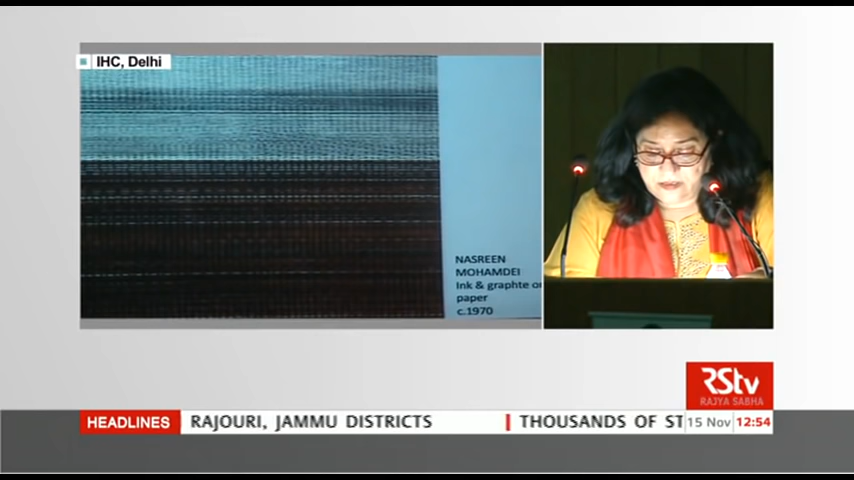 IHC, Delhi
NASREEN
MOHAMDEI
Ink & graphte o
paper
c.1970
RStv
RAJYA SABHA
HEADLINES
RAJOURI, JAMMU DISTRICTS
THOUSANDS OF ST
15 Nov
12:54